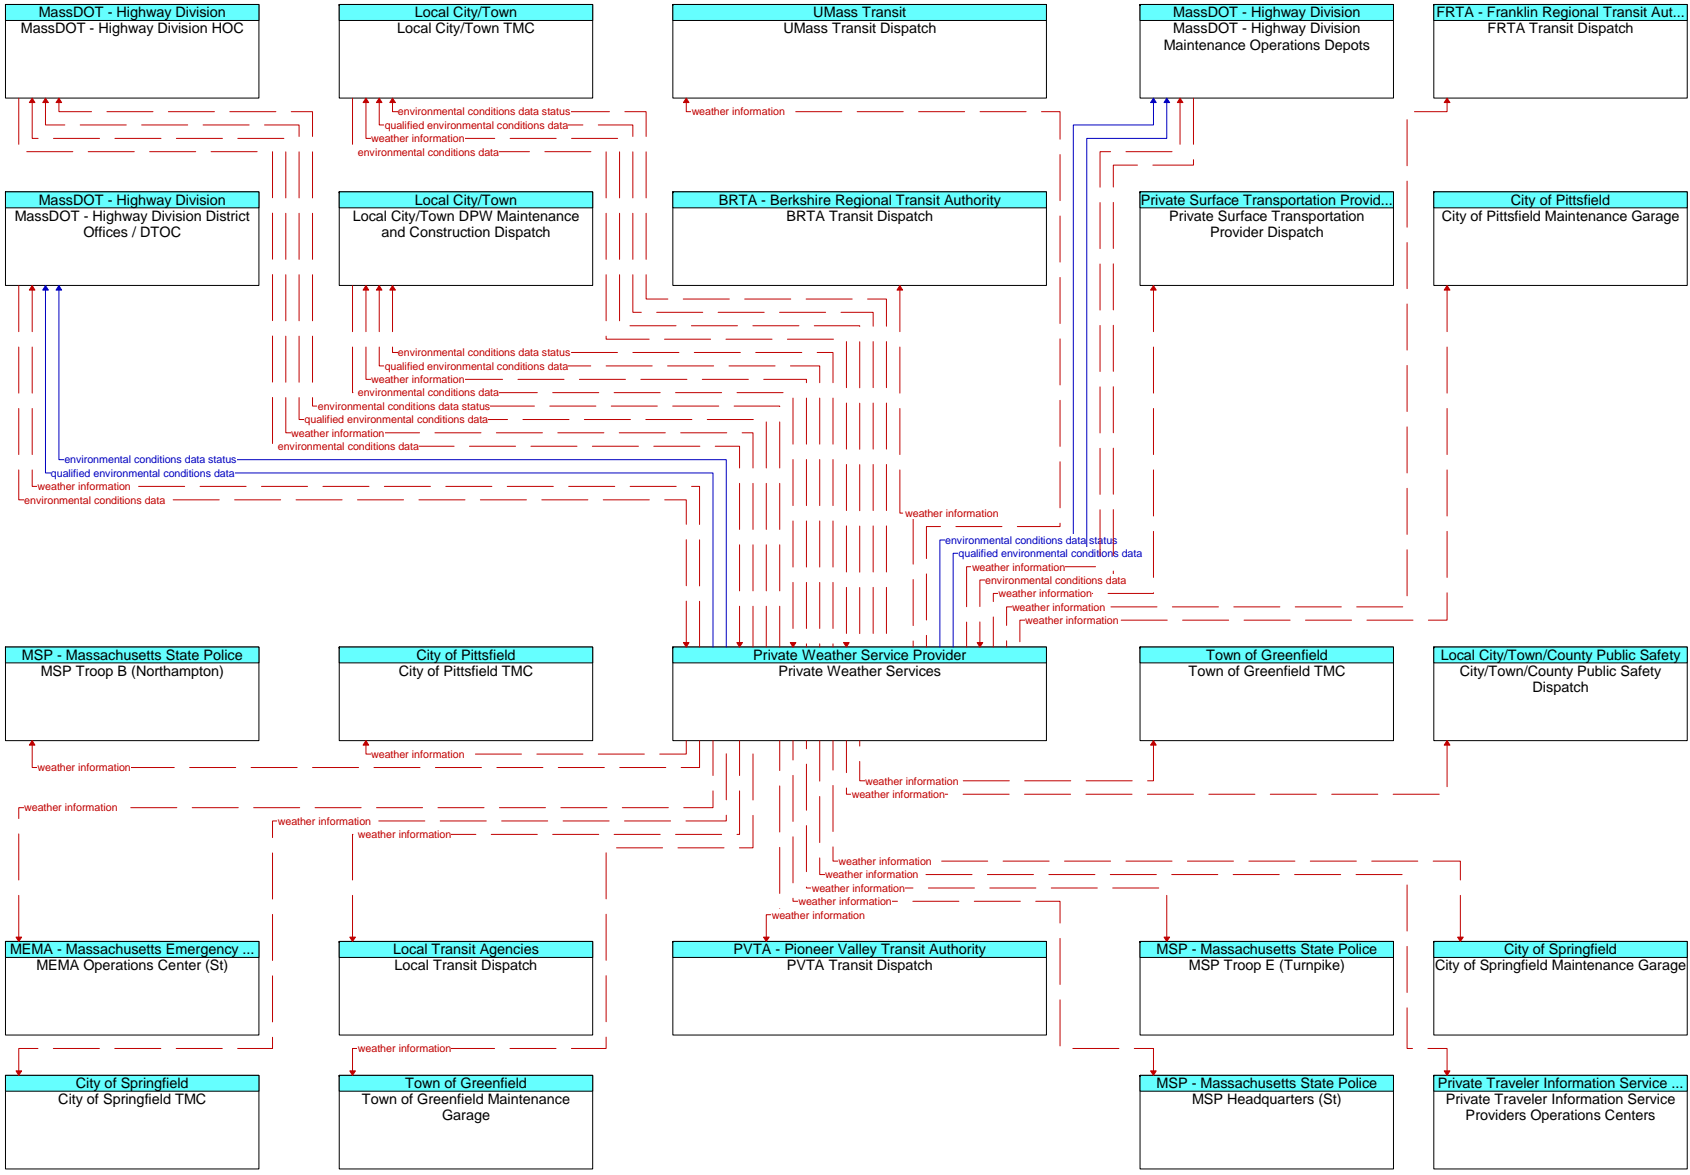 MassDOT - Highway Division
MassDOT - Highway Division HOC
Local City/Town
Local City/Town TMC
UMass Transit
UMass Transit Dispatch
MassDOT - Highway Division
MassDOT - Highway Division
Maintenance Operations Depots
FRTA - Franklin Regional Transit Aut...
FRTA Transit Dispatch
environmental conditions data status
qualified environmental conditions data
weather information
environmental conditions data
weather information
MassDOT - Highway Division
MassDOT - Highway Division District
Offices / DTOC
Local City/Town
Local City/Town DPW Maintenance
and Construction Dispatch
BRTA - Berkshire Regional Transit Authority
BRTA Transit Dispatch
Private Surface Transportation Provid...
Private Surface Transportation
Provider Dispatch
City of Pittsfield
City of Pittsfield Maintenance Garage
environmental conditions data status
qualified environmental conditions data
weather information
environmental conditions data
environmental conditions data status
qualified environmental conditions data
weather information
environmental conditions data
environmental conditions data status
qualified environmental conditions data
weather information
environmental conditions data
weather information
environmental conditions data status
qualified environmental conditions data
weather information
environmental conditions data
weather information
weather information
weather information
MSP - Massachusetts State Police
MSP Troop B (Northampton)
City of Pittsfield
City of Pittsfield TMC
Private Weather Service Provider
Private Weather Services
Town of Greenfield
Town of Greenfield TMC
Local City/Town/County Public Safety
City/Town/County Public Safety
Dispatch
weather information
weather information
weather information
weather information
weather information
weather information
weather information
weather information
weather information
weather information
weather information
weather information
MEMA - Massachusetts Emergency ...
MEMA Operations Center (St)
Local Transit Agencies
Local Transit Dispatch
PVTA - Pioneer Valley Transit Authority
PVTA Transit Dispatch
MSP - Massachusetts State Police
MSP Troop E (Turnpike)
City of Springfield
City of Springfield Maintenance Garage
weather information
City of Springfield
City of Springfield TMC
Town of Greenfield
Town of Greenfield Maintenance
Garage
MSP - Massachusetts State Police
MSP Headquarters (St)
Private Traveler Information Service ...
Private Traveler Information Service
Providers Operations Centers